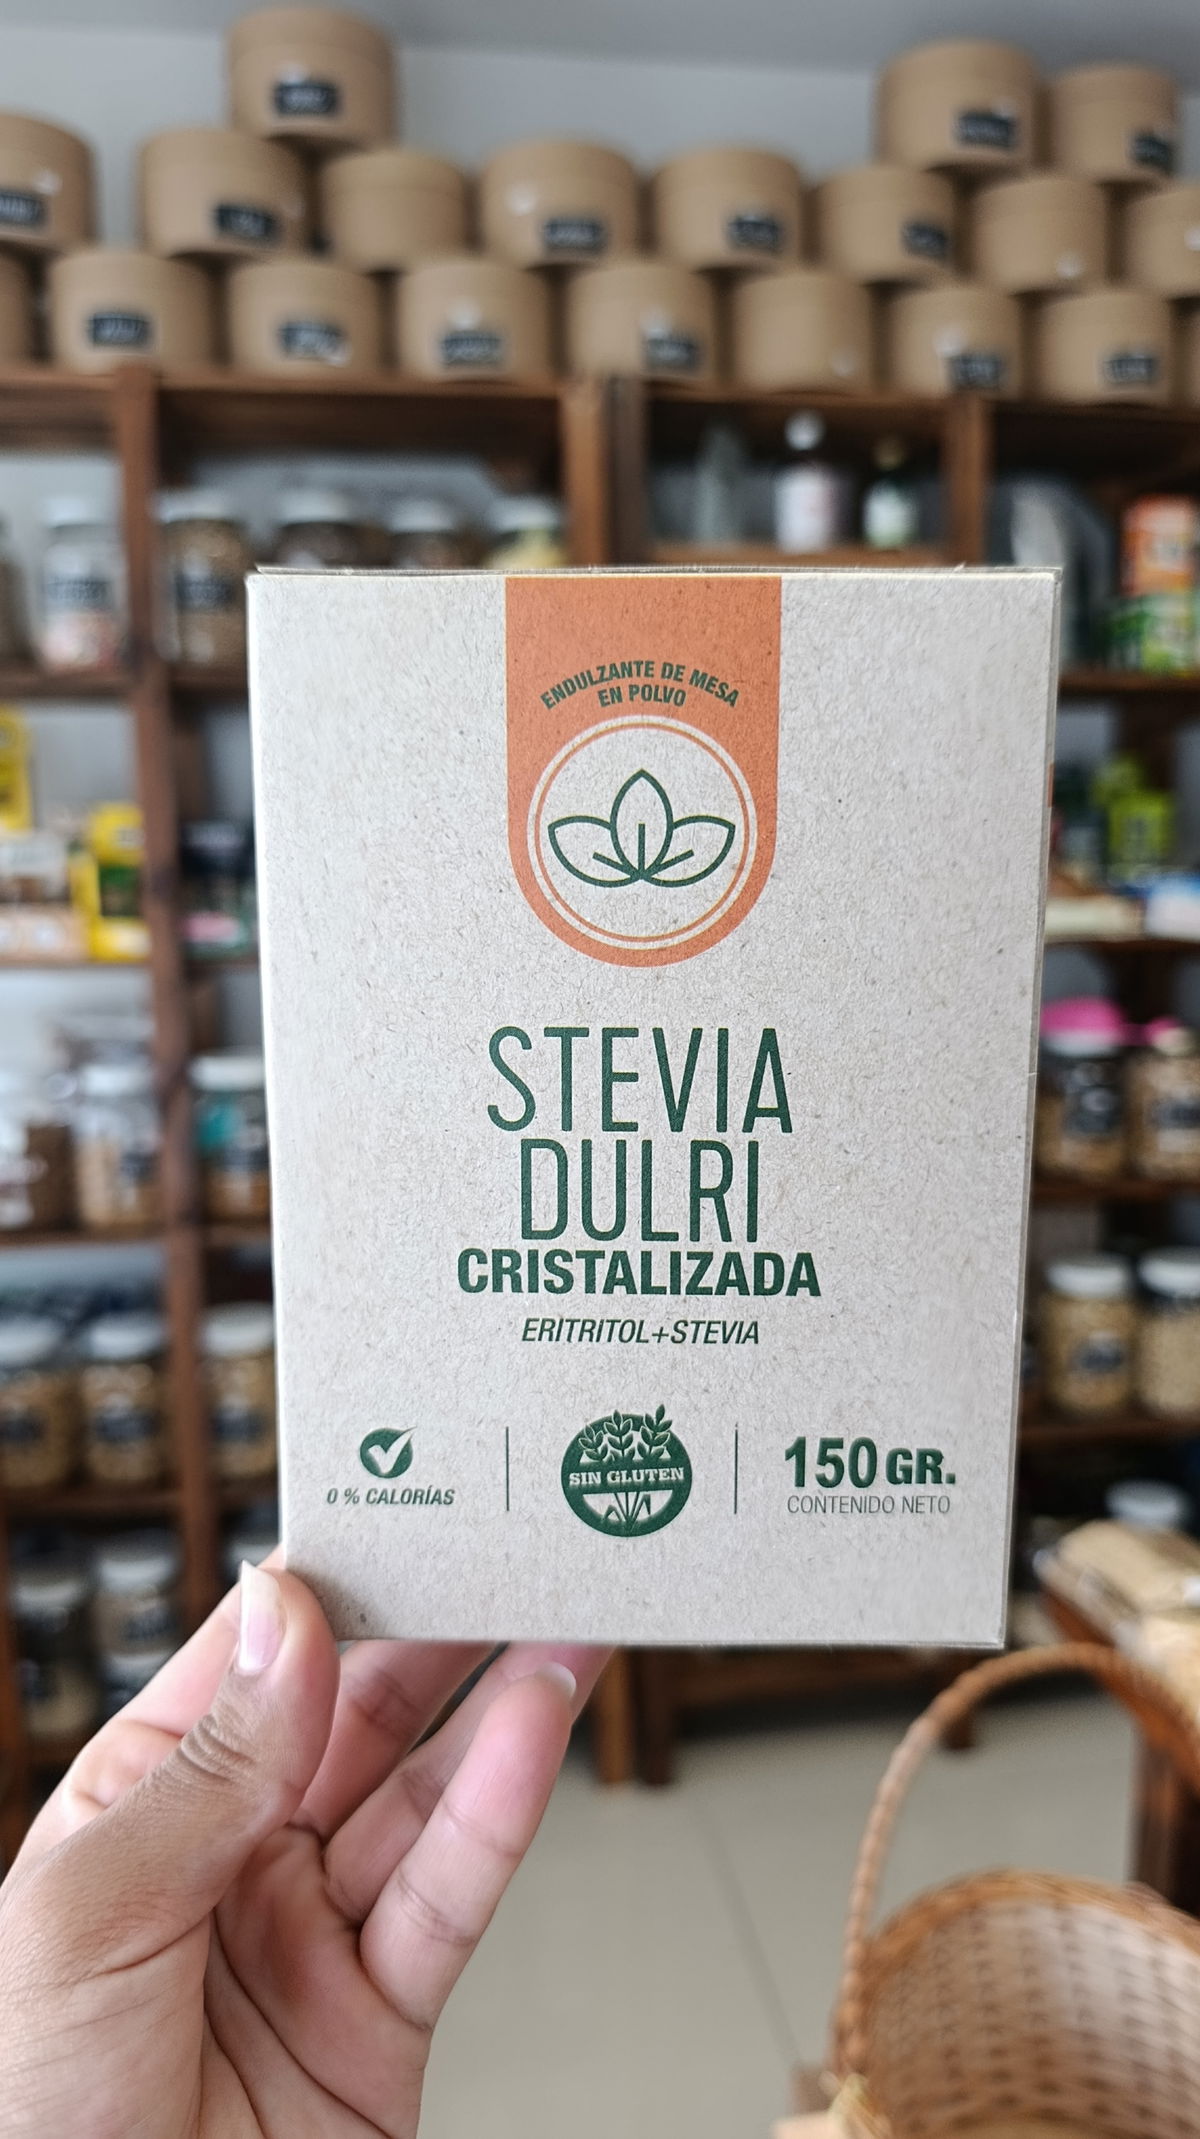 ENDULZANTE DE MESA
EN POLVO
STEVIA
DULRI
CRISTALIZADA
ERITRITOL+STEVIA
0 % CALORÍAS
SIN GLUTEN
150 GR.
CONTENIDO NETO